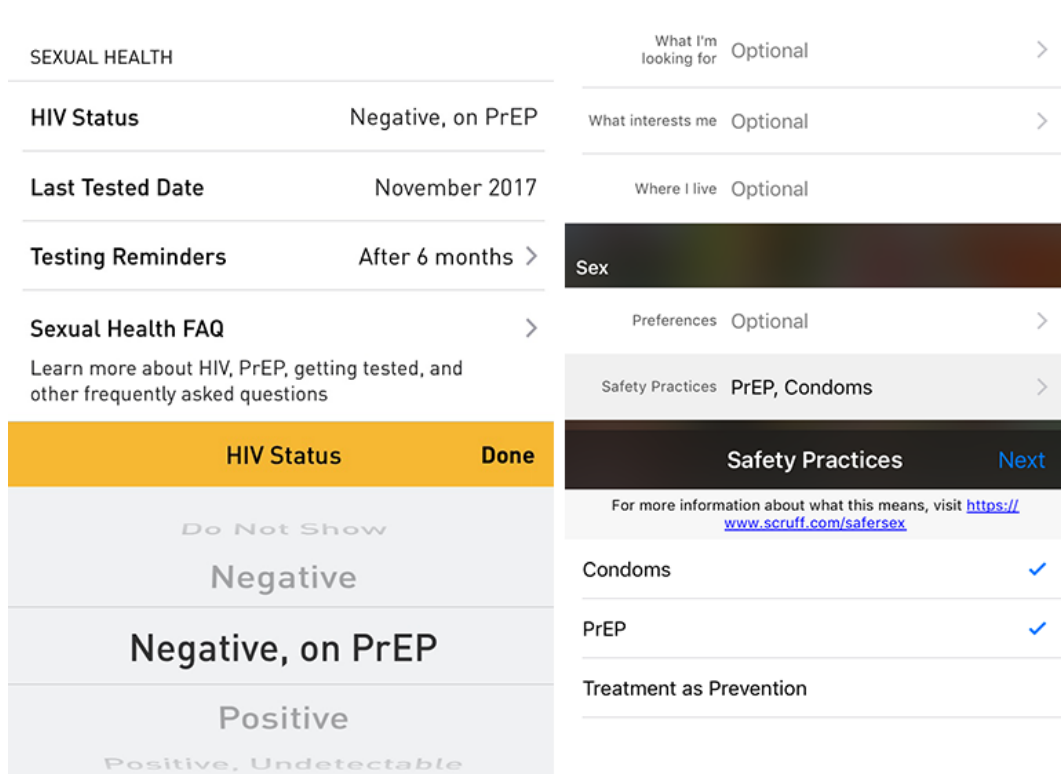 SEXUAL HEALTH
HIV Status Negative, on PrEP
Last Tested Date November 2017
Testing Reminders After 6 months
Sexual Health FAQ
Learn more about HIV, PrEP, getting tested, and
other frequently asked questions
HIV Status Done
Do Not Show
Negative
Negative, on PrEP
Positive
Positive, Undetectable
What I'm
looking for Optional
What interests me Optional
Where I live Optional
Sex
Preferences Optional
Safety Practices PrEP, Condoms
Safety Practices Next
For more information about what this means, visit https://
www.scruff.com/safersex
Condoms
PrEP
Treatment as Prevention